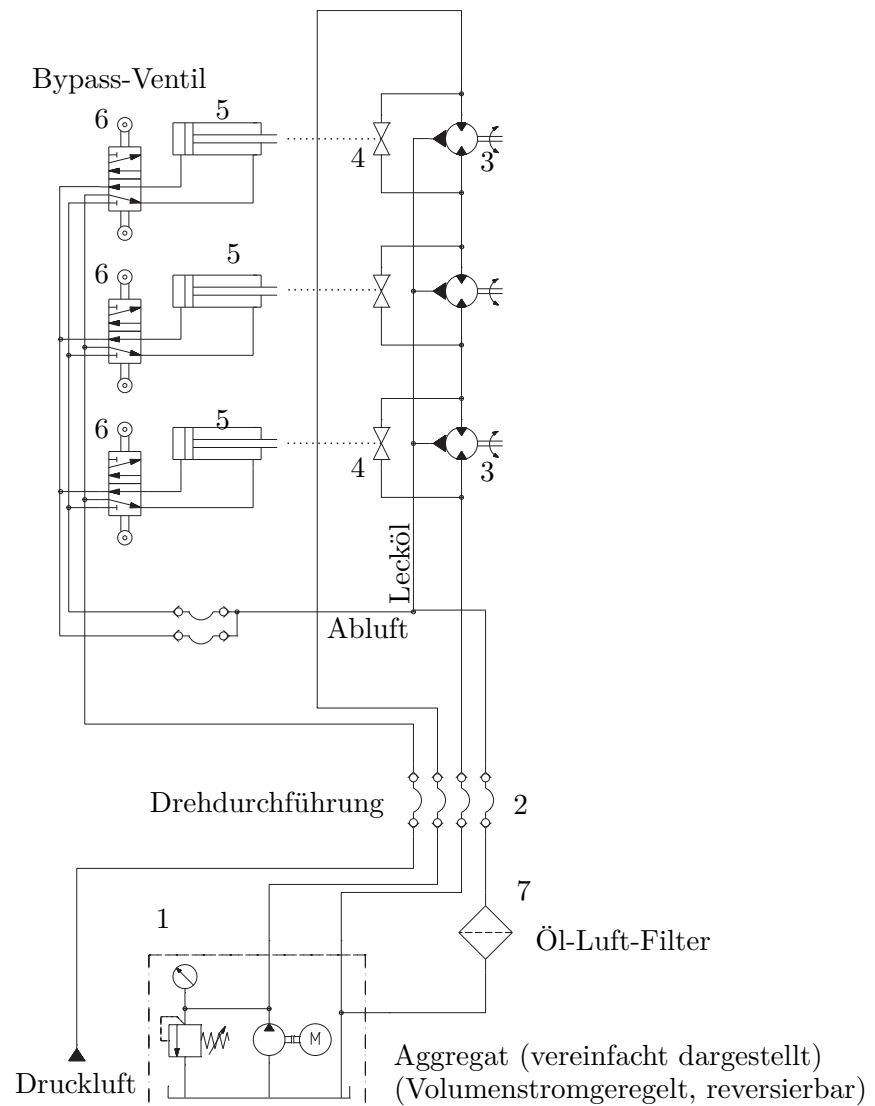 Bypass-Ventil
5
6
4
3
5
6
5
6
4
3
Lecköl
Abluft
Drehdurchführung
2
7
1
Öl-Luft-Filter
M
Aggregat (vereinfacht dargestellt)
Druckluft
(Volumenstromgeregelt, reversierbar)